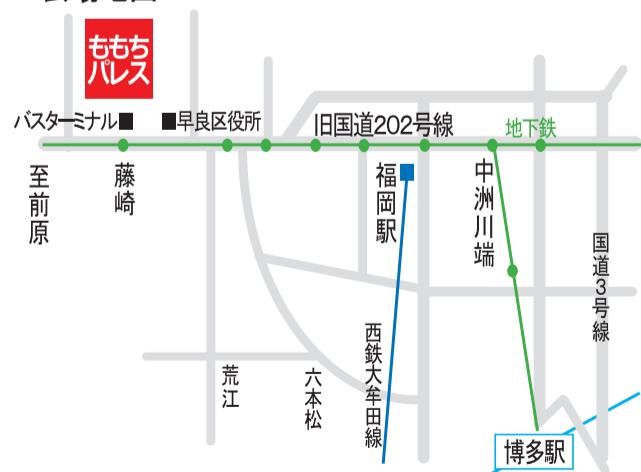 ももち
パレス
バスターミナル■ ■早良区役所
旧国道202号線
地下鉄
至前原
藤崎
福岡駅
中洲川端
国道3号線
西鉄大牟田線
荒江
六本松
博多駅